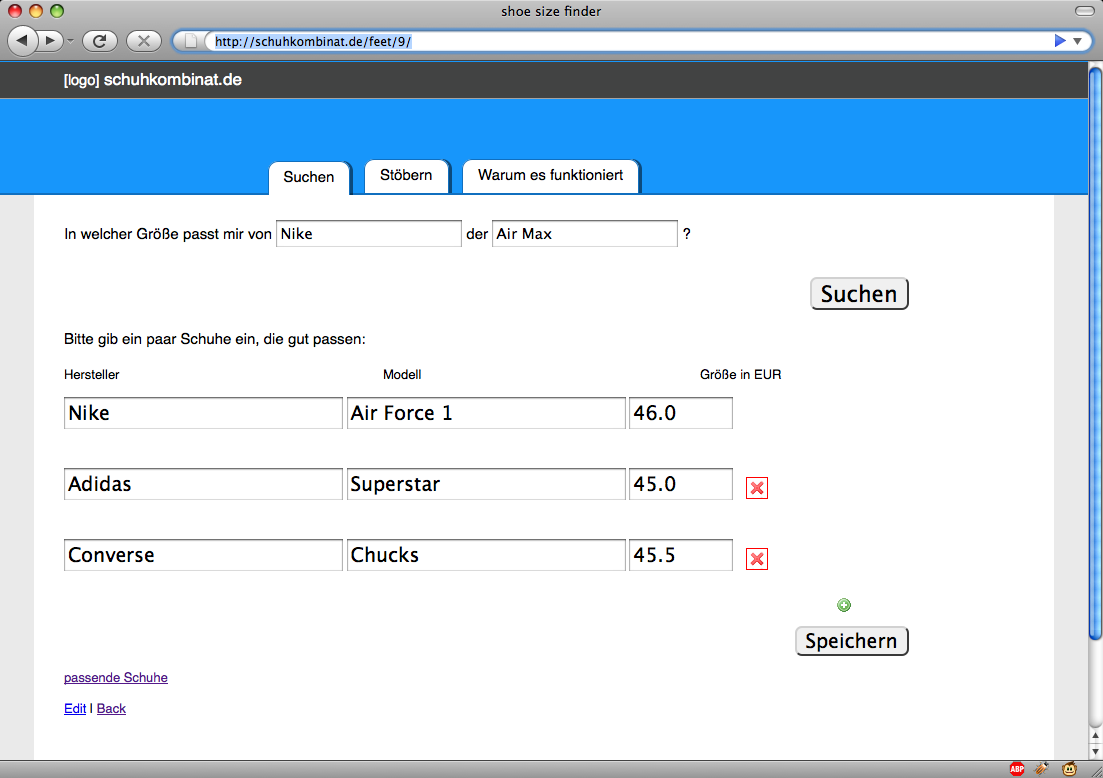 shoe size finder
http://schuhkombinat.de/feet/9/
[logo] schuhkombinat.de
Suchen Stöbern Warum es funktioniert
In welcher Größe passt mir von Nike der Air Max ?
Suchen
Bitte gib ein paar Schuhe ein, die gut passen:
Hersteller Modell Größe in EUR
Nike Air Force 1 46.0
Adidas Superstar 45.0
Converse Chucks 45.5
Speichern
passende Schuhe
Edit | Back
ABP